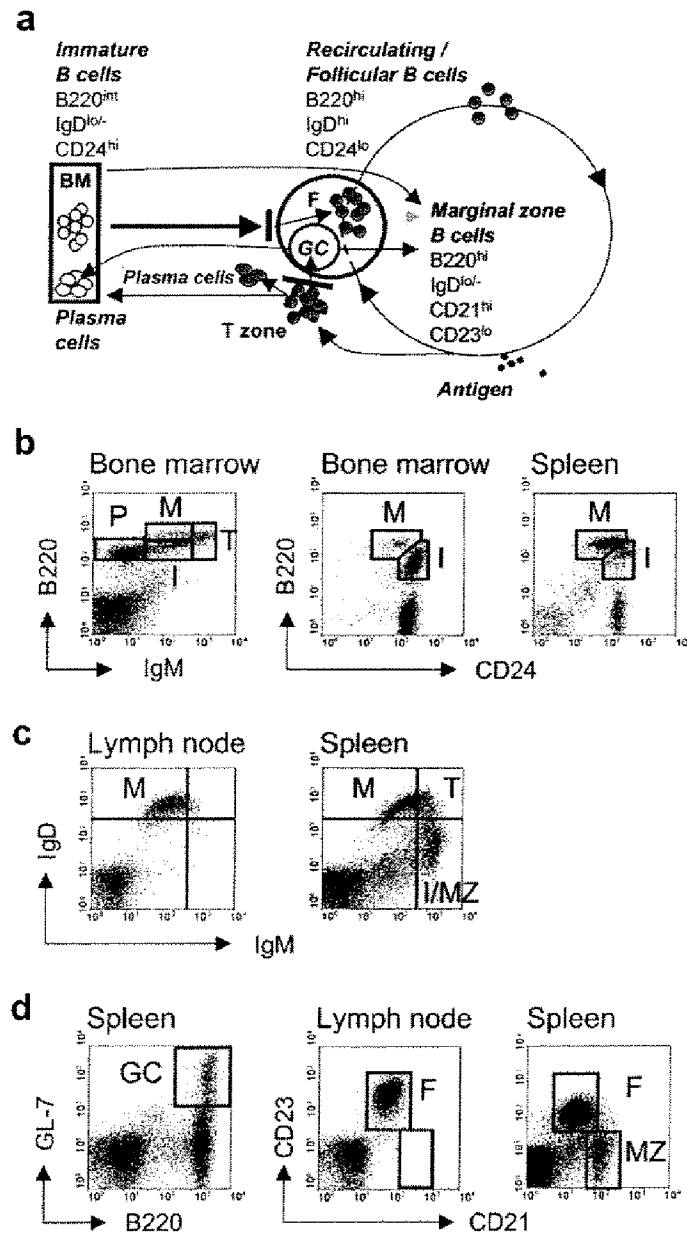 a
Immature
B cells
B220int
IgDlo/-
CD24hi
Recirculating /
Follicular B cells
B220hi
IgDhi
CD24lo
BM
F
GC
Marginal zone
B cells
B220hi
IgDlo/-
CD21hi
CD23lo
Plasma cells
Plasma
cells
T zone
Antigen
b
Bone marrow
Bone marrow
Spleen
P
M
T
I
M
I
M
I
B220
IgM
B220
CD24
c
Lymph node
Spleen
M
M
T
I/MZ
IgD
IgM
d
Spleen
Lymph node
Spleen
GC
F
F
MZ
GL-7
B220
CD23
CD21